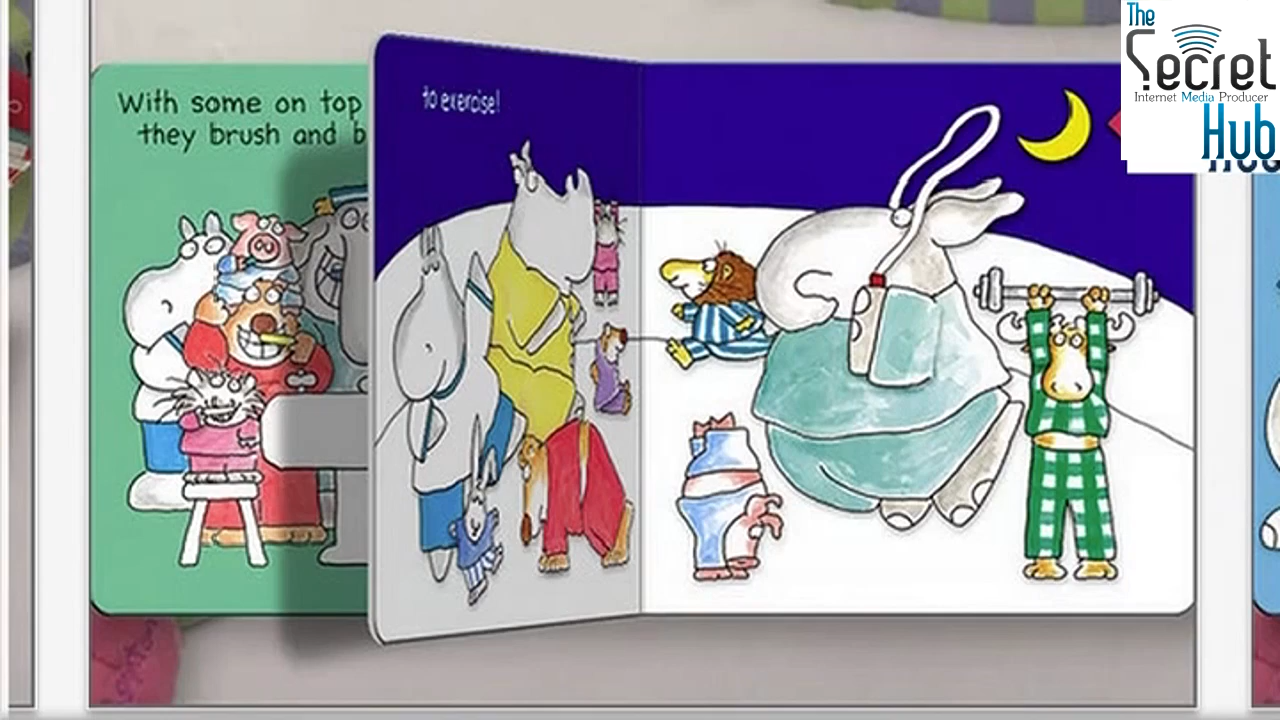 The
Secret
Internet Media Producer
Hub
With some on top
they brush and b
to exercise!